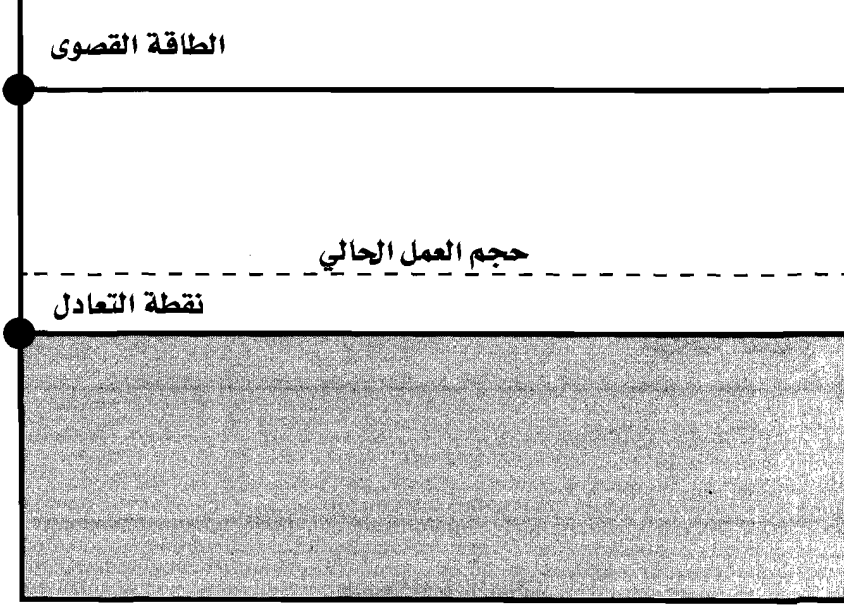 الطاقة القصوى
حجم العمل الحالي
نقطة التعادل